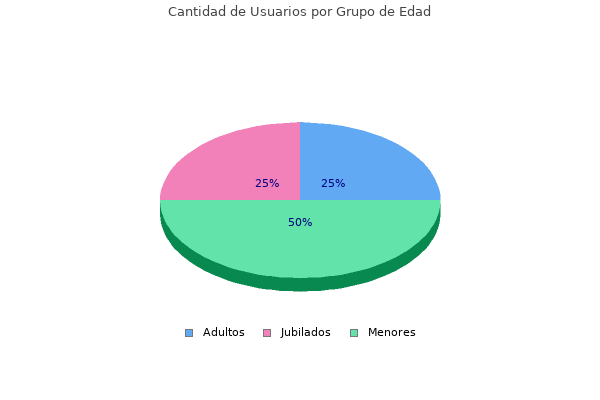 Cantidad de Usuarios por Grupo de Edad
25% 25%
50%
Adultos Jubilados Menores